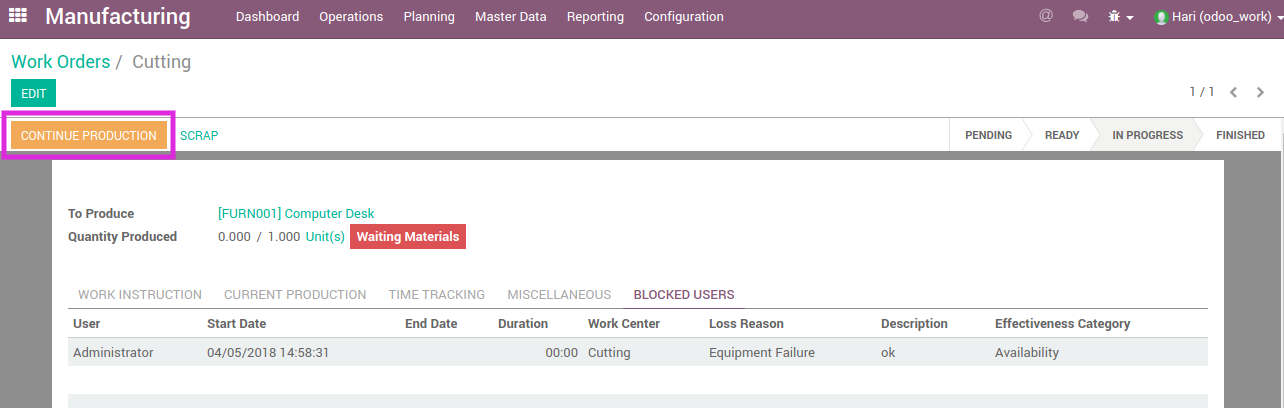 Manufacturing Dashboard Operations Planning Master Data Reporting Configuration @ Hari (odoo_work)
Work Orders / Cutting
EDIT 1 / 1
CONTINUE PRODUCTION SCRAP PENDING READY IN PROGRESS FINISHED
To Produce [FURN001] Computer Desk
Quantity Produced 0.000 / 1.000 Unit(s) Waiting Materials
WORK INSTRUCTION CURRENT PRODUCTION TIME TRACKING MISCELLANEOUS BLOCKED USERS
User Start Date End Date Duration Work Center Loss Reason Description Effectiveness Category
Administrator 04/05/2018 14:58:31 00:00 Cutting Equipment Failure ok Availability